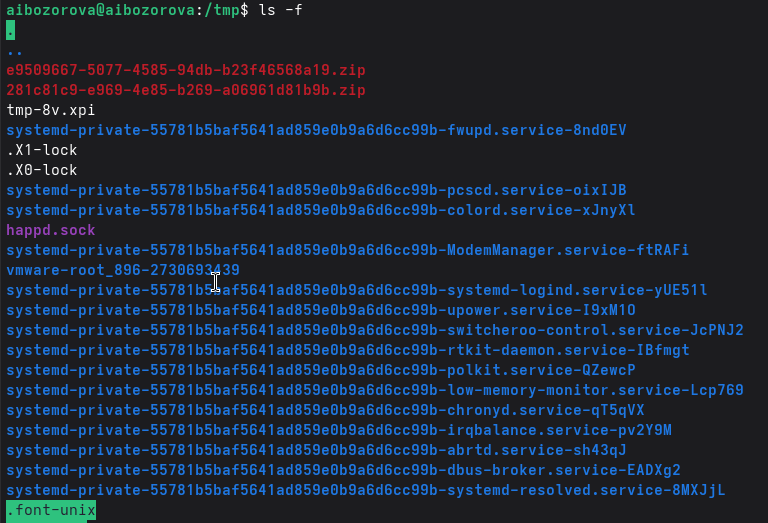 aibozorova@aibozorova:/tmp$ ls -f
.
..
e9509667-5077-4585-94db-b23f46568a19.zip
281c81c9-e969-4e85-b269-a06961d81b9b.zip
tmp-8v.xpi
systemd-private-55781b5baf5641ad859e0b9a6d6cc99b-fwupd.service-8nd0EV
.X1-lock
.X0-lock
systemd-private-55781b5baf5641ad859e0b9a6d6cc99b-pcscd.service-oixIJB
systemd-private-55781b5baf5641ad859e0b9a6d6cc99b-colord.service-xJnyXl
happd.sock
systemd-private-55781b5baf5641ad859e0b9a6d6cc99b-ModemManager.service-ftRAFi
vmware-root_896-2730693439
systemd-private-55781b5baf5641ad859e0b9a6d6cc99b-systemd-logind.service-yUE51l
systemd-private-55781b5baf5641ad859e0b9a6d6cc99b-upower.service-I9xM1O
systemd-private-55781b5baf5641ad859e0b9a6d6cc99b-switcheroo-control.service-JcPNJ2
systemd-private-55781b5baf5641ad859e0b9a6d6cc99b-rtkit-daemon.service-IBfmgt
systemd-private-55781b5baf5641ad859e0b9a6d6cc99b-polkit.service-QZewcP
systemd-private-55781b5baf5641ad859e0b9a6d6cc99b-low-memory-monitor.service-Lcp769
systemd-private-55781b5baf5641ad859e0b9a6d6cc99b-chronyd.service-qT5qVX
systemd-private-55781b5baf5641ad859e0b9a6d6cc99b-irqbalance.service-pv2Y9M
systemd-private-55781b5baf5641ad859e0b9a6d6cc99b-abrtd.service-sh43qJ
systemd-private-55781b5baf5641ad859e0b9a6d6cc99b-dbus-broker.service-EADXg2
systemd-private-55781b5baf5641ad859e0b9a6d6cc99b-systemd-resolved.service-8MXJjL
.font-unix